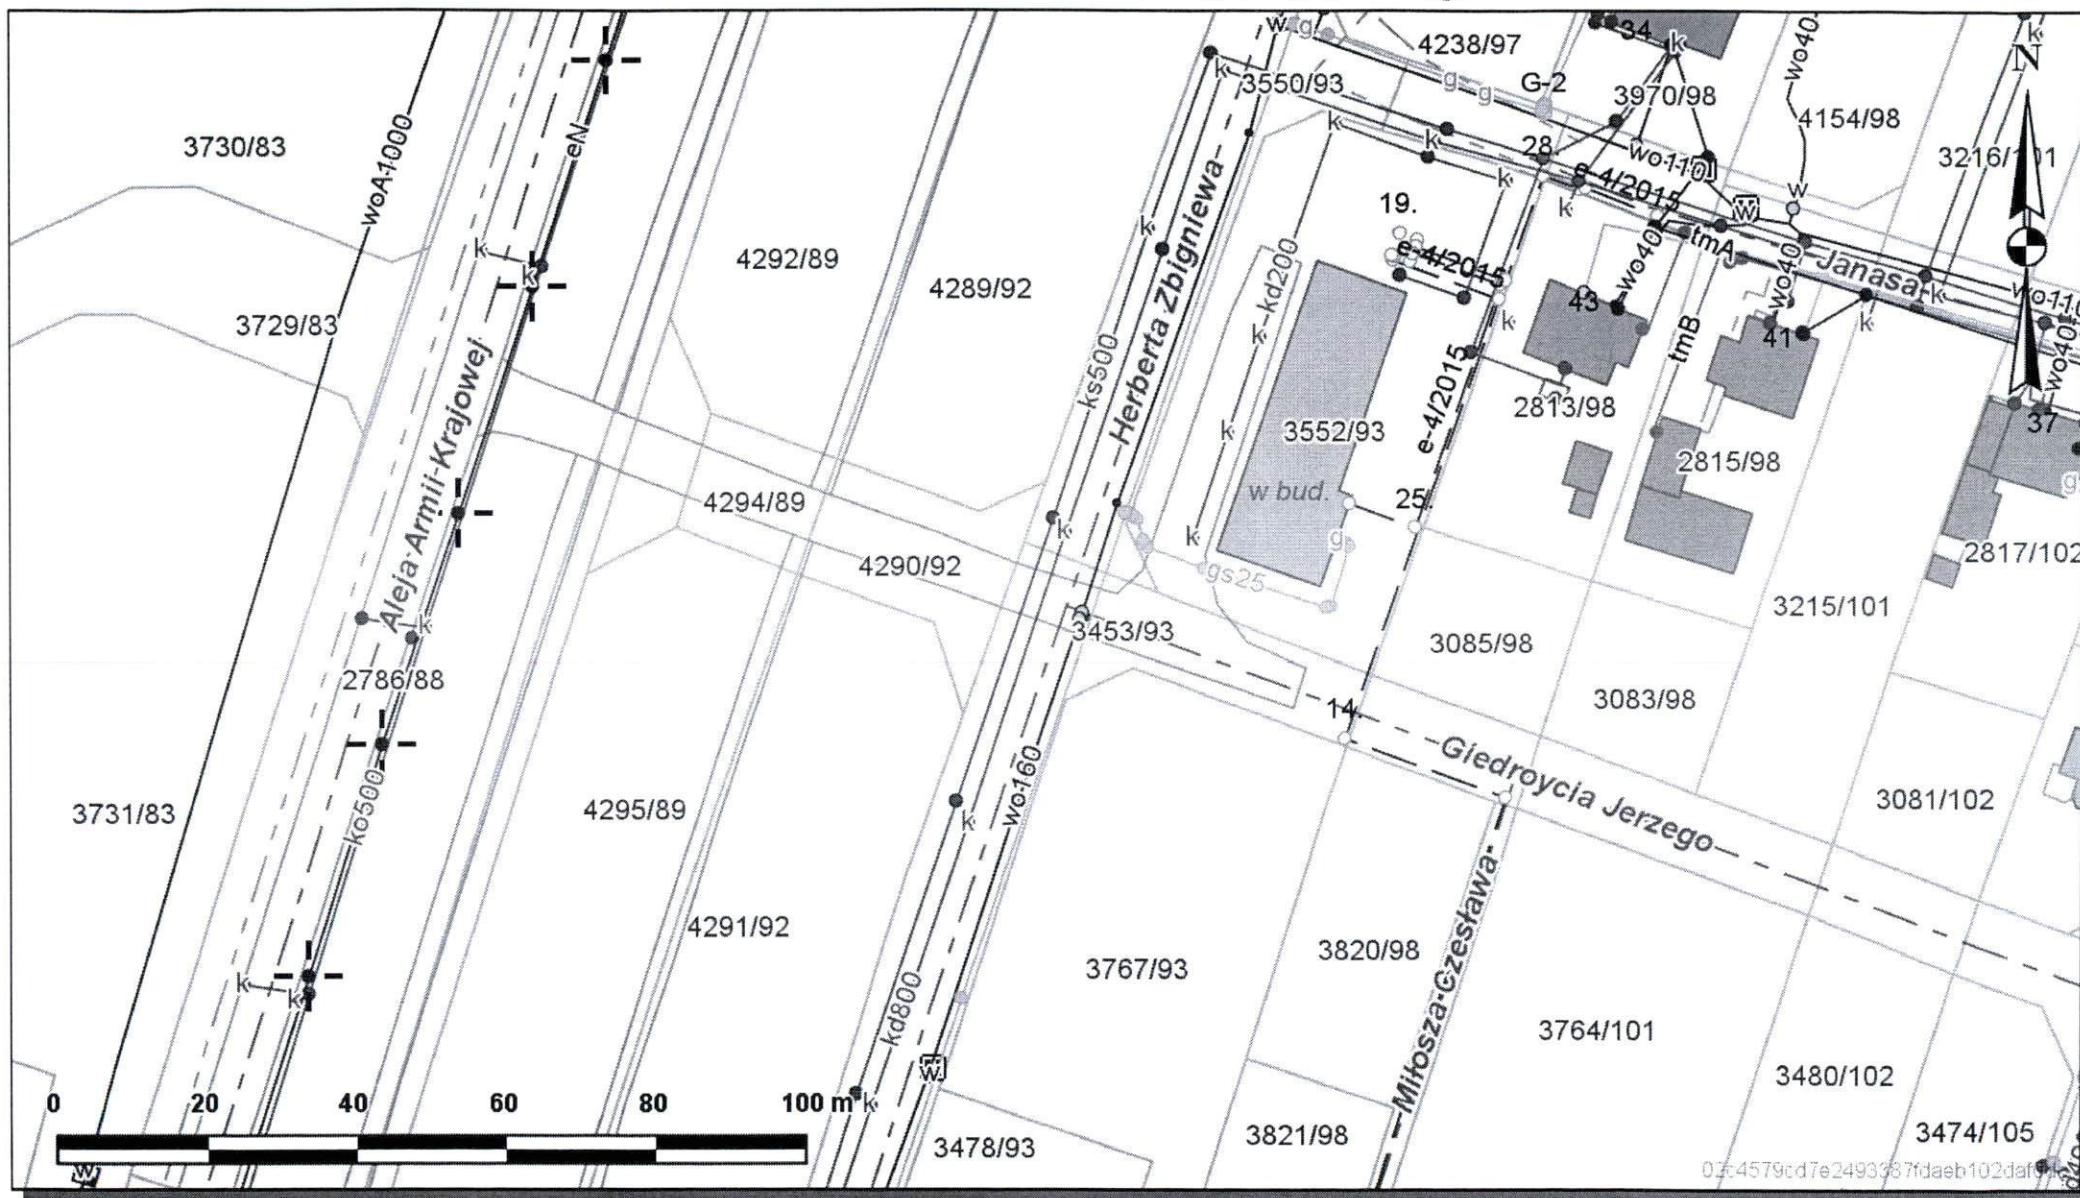 w
g
4238/97
34
k
wo40
k
N
3550/93
k
g
g
G-2
3970/98
4154/98
3730/83
woA1000
eN
k
k
28
wo110
3216/101
k
k
e-4/2015
w
w
19.
k
k
k
4292/89
4289/92
Herberta Zbigniewa
kd200
e-4/2015
wo40
tmA
g
Janasa
wo40
wo110
3729/83
k
43
k
41
k
k
tmB
wo40
Aleja Armii Krajowej
ks500
k
e-4/2015
2813/98
37
3552/93
2815/98
g
4294/89
k
w bud.
25.
k
k
g
4290/92
gs25
2817/102
3453/93
k
3085/98
3215/101
2786/88
14.
3083/98
Giedroycia Jerzego
ko500
wo160
3731/83
4295/89
k
3081/102
Miłosza Czesława
4291/92
3767/93
3820/98
k
k
kd800
3764/101
w
3480/102
0 20 40 60 80 100 m
k
3478/93
3821/98
3474/105
w